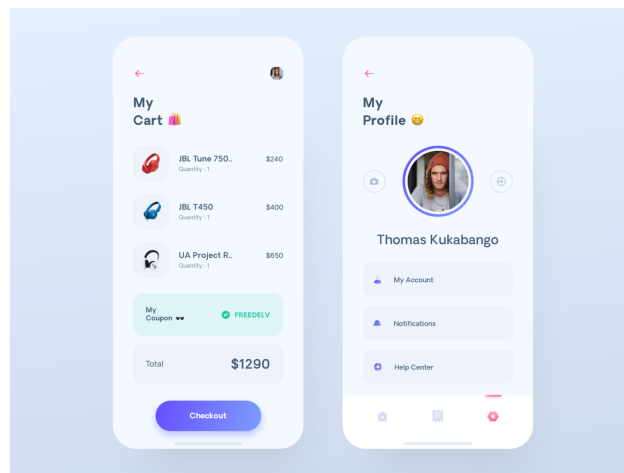 My
Cart 🛍️
JBL Tune 750.. $240
Quantity : 1
JBL T450 $400
Quantity : 1
UA Project R.. $650
Quantity : 1
My
Coupon 🕶️ FREEDELV
Total $1290
Checkout
My
Profile 😁
Thomas Kukabango
My Account
Notifications
Help Center